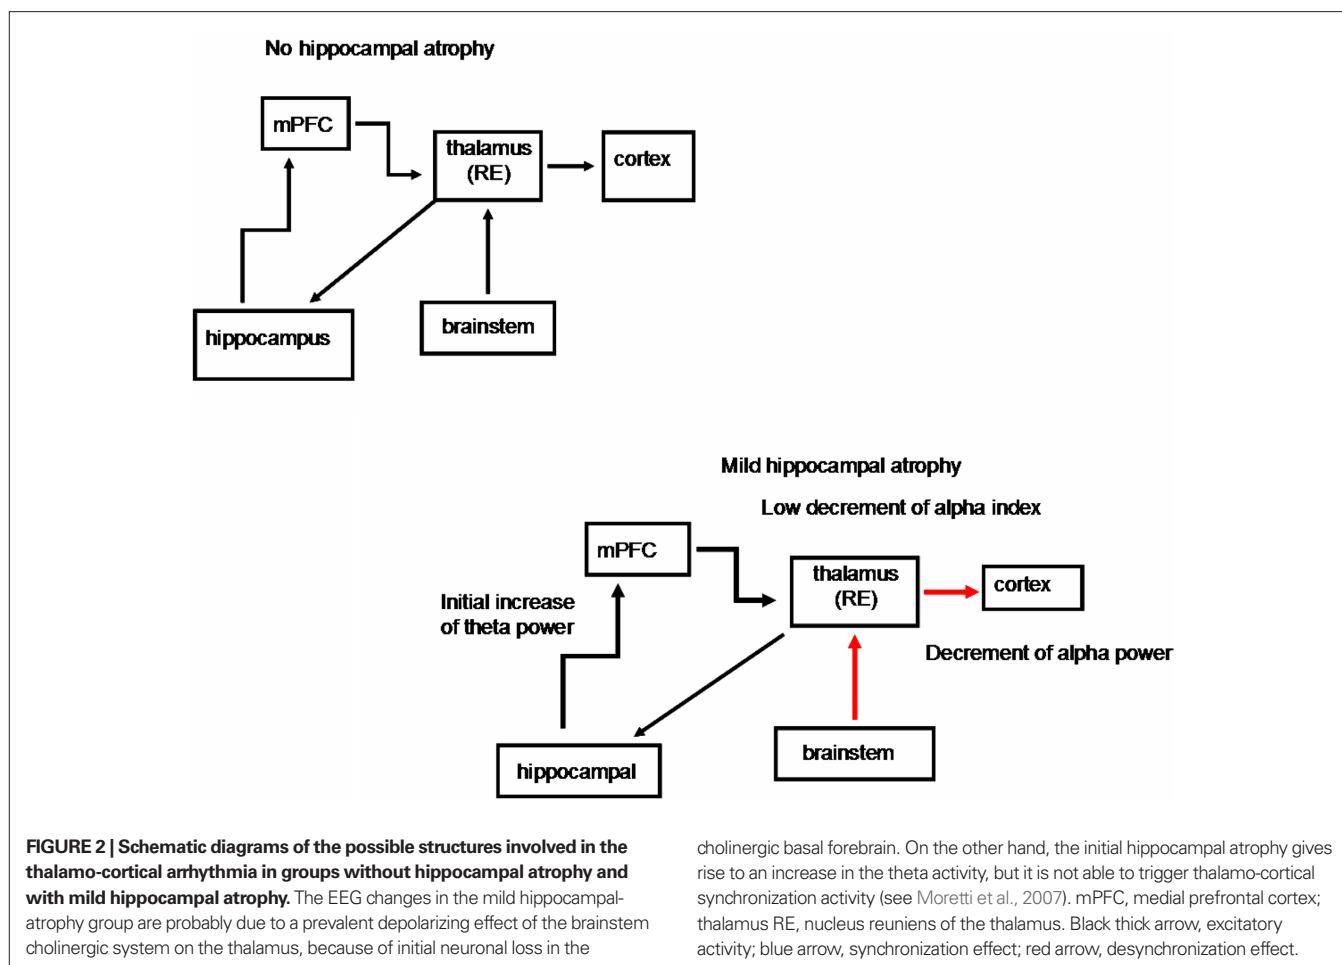 No hippocampal atrophy
mPFC
thalamus
(RE)
cortex
hippocampus
brainstem
Mild hippocampal atrophy
Low decrement of alpha index
mPFC
thalamus
(RE)
cortex
Initial increase
of theta power
Decrement of alpha power
brainstem
hippocampal
FIGURE 2 | Schematic diagrams of the possible structures involved in the
thalamo-cortical arrhythmia in groups without hippocampal atrophy and
with mild hippocampal atrophy. The EEG changes in the mild hippocampal-
atrophy group are probably due to a prevalent depolarizing effect of the brainstem
cholinergic system on the thalamus, because of initial neuronal loss in the
cholinergic basal forebrain. On the other hand, the initial hippocampal atrophy gives
rise to an increase in the theta activity, but it is not able to trigger thalamo-cortical
synchronization activity (see Moretti et al., 2007). mPFC, medial prefrontal cortex;
thalamus RE, nucleus reuniens of the thalamus. Black thick arrow, excitatory
activity; blue arrow, synchronization effect; red arrow, desynchronization effect.